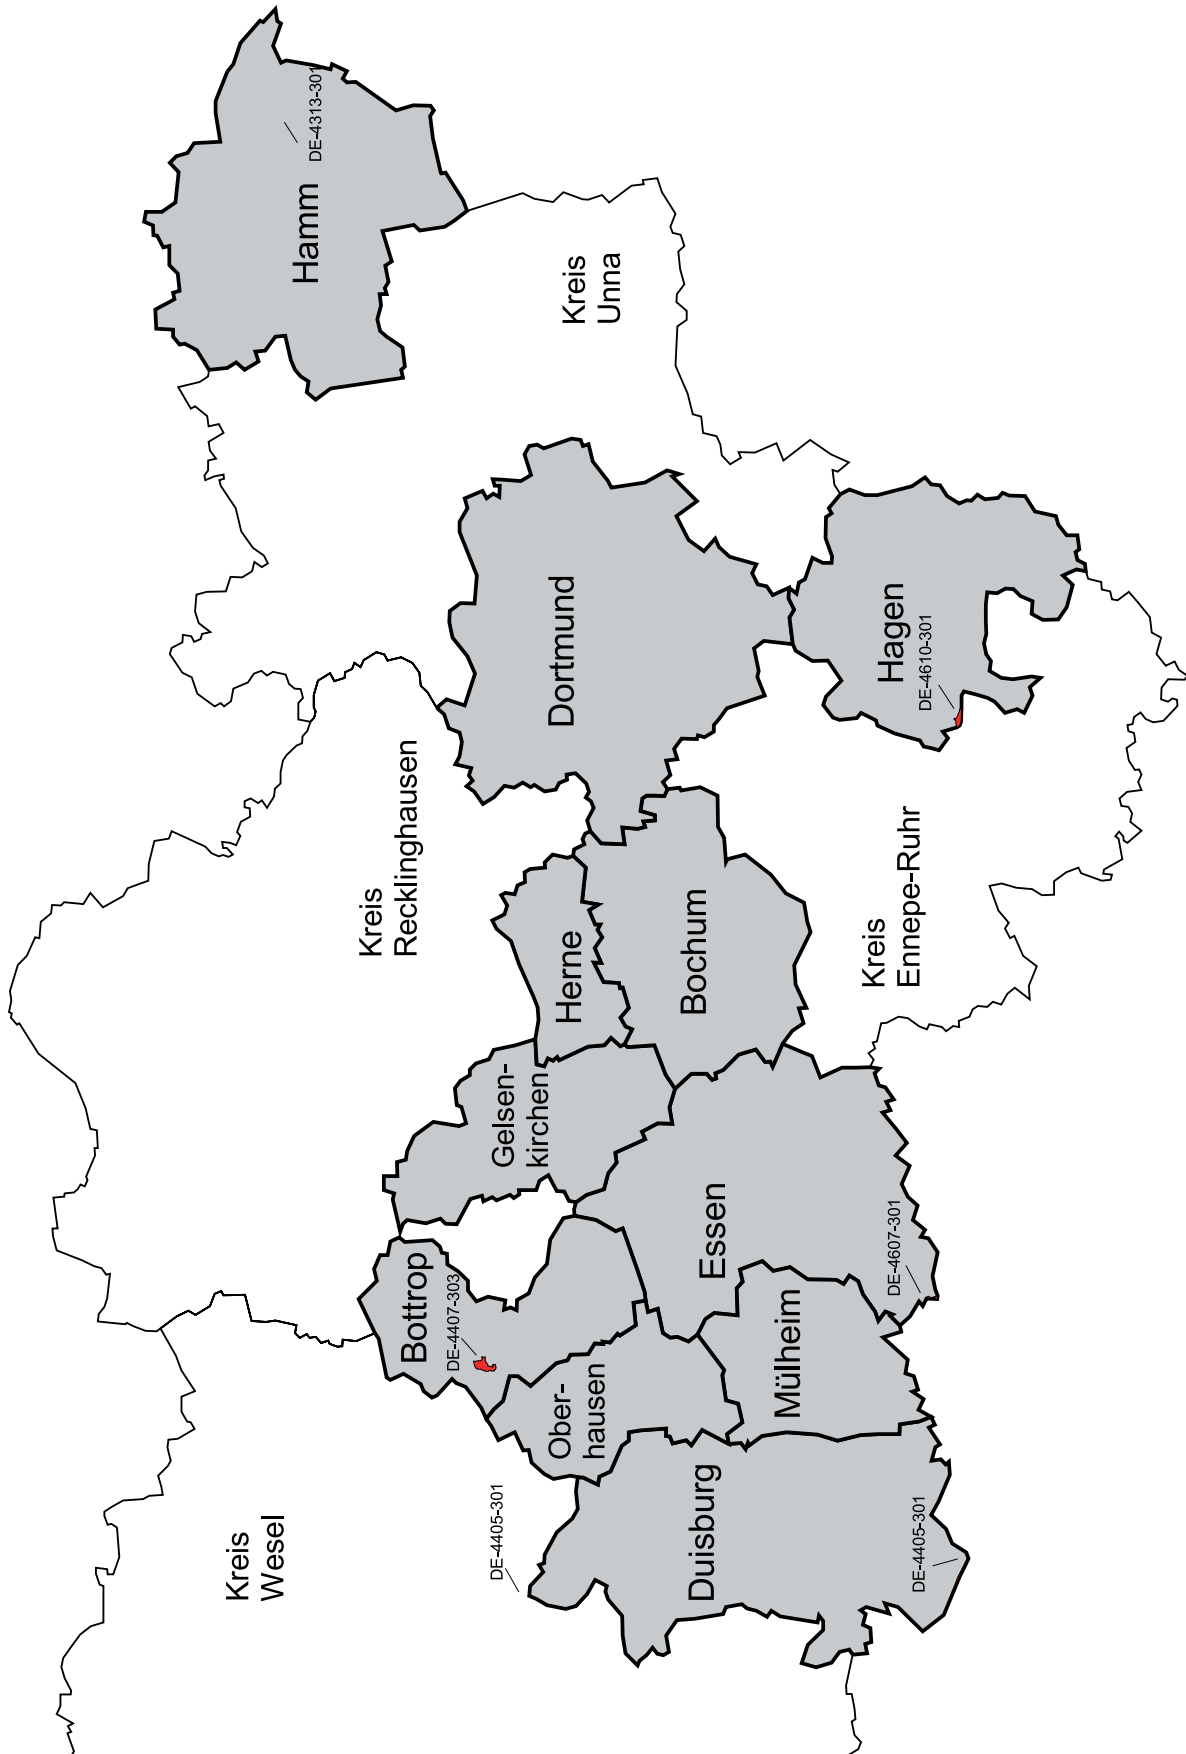 DE-4313-301
Hamm
Kreis
Unna
Dortmund
Hagen
DE-4610-301
Kreis
Recklinghausen
Herne
Bochum
Kreis
Ennepe-Ruhr
Gelsen-
kirchen
Essen
DE-4607-301
Bottrop
DE-4407-303
Ober-
hausen
Mülheim
Kreis
Wesel
DE-4405-301
Duisburg
DE-4405-301